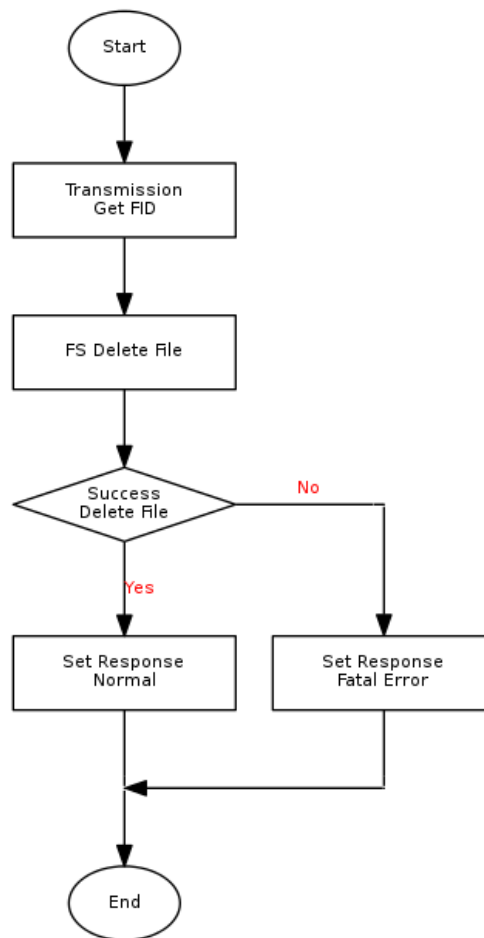 Start
Transmission
Get FID
FS Delete File
Success
Delete File
No
Yes
Set Response
Normal
Set Response
Fatal Error
End